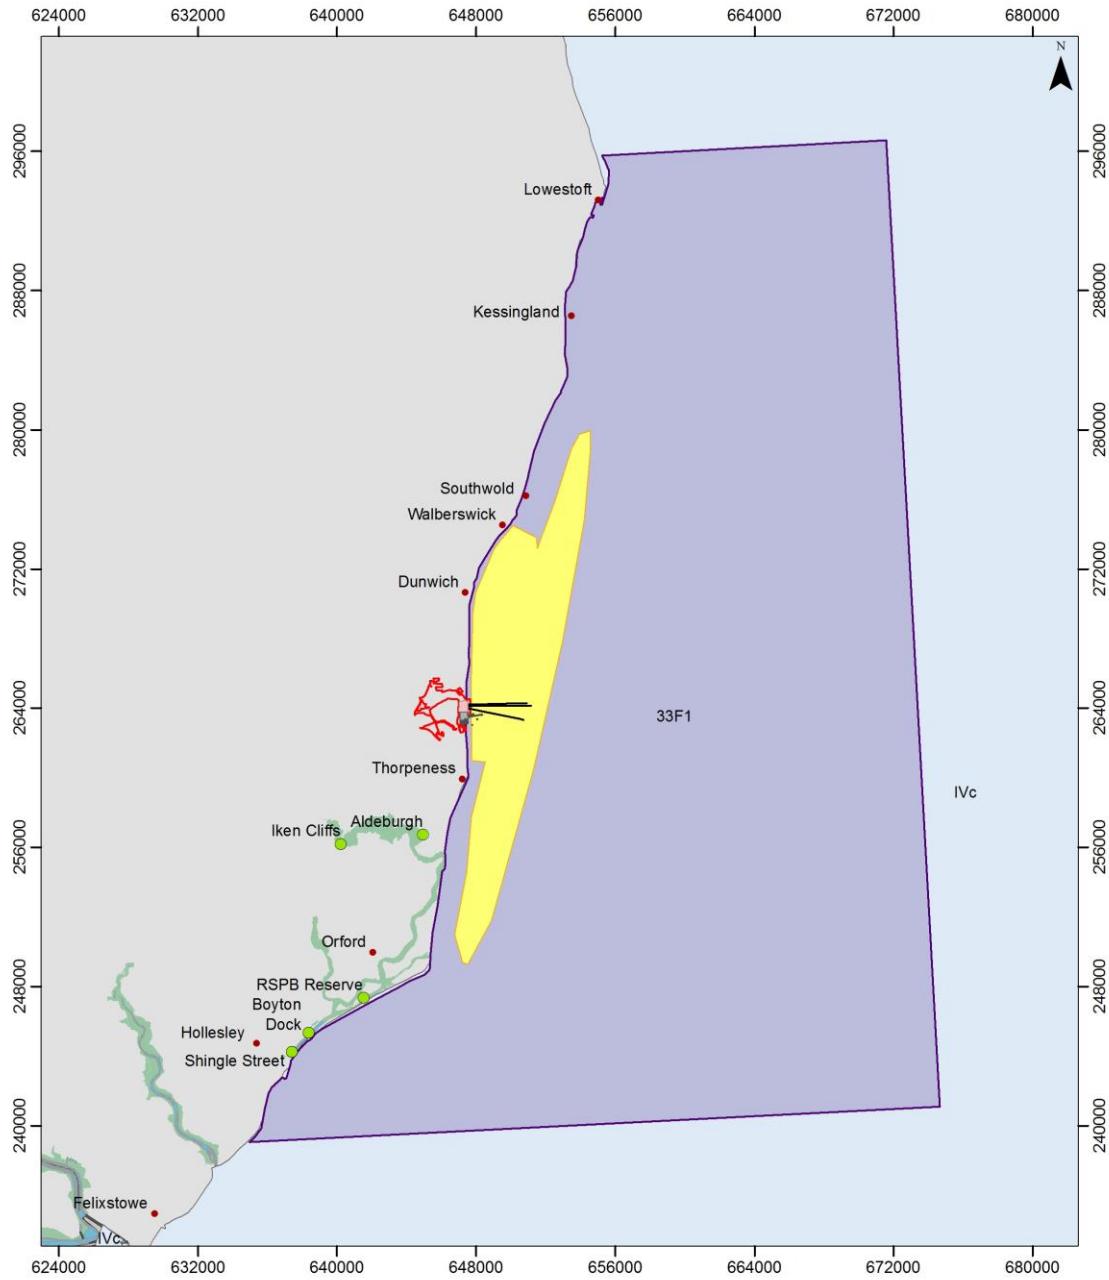 624000 632000 640000 648000 656000 664000 672000 680000
N
296000 296000
Lowestoft
288000 288000
Kessingland
280000 280000
Southwold
Walberswick
272000 272000
Dunwich
264000 264000
33F1
Thorpeness
IVc
Aldeburgh
Iken Cliffs
256000 256000
Orford
RSPB Reserve
248000 248000
Boyton
Dock
Hollesley
Shingle Street
240000 240000
Felixstowe
IVc
624000 632000 640000 648000 656000 664000 672000 680000